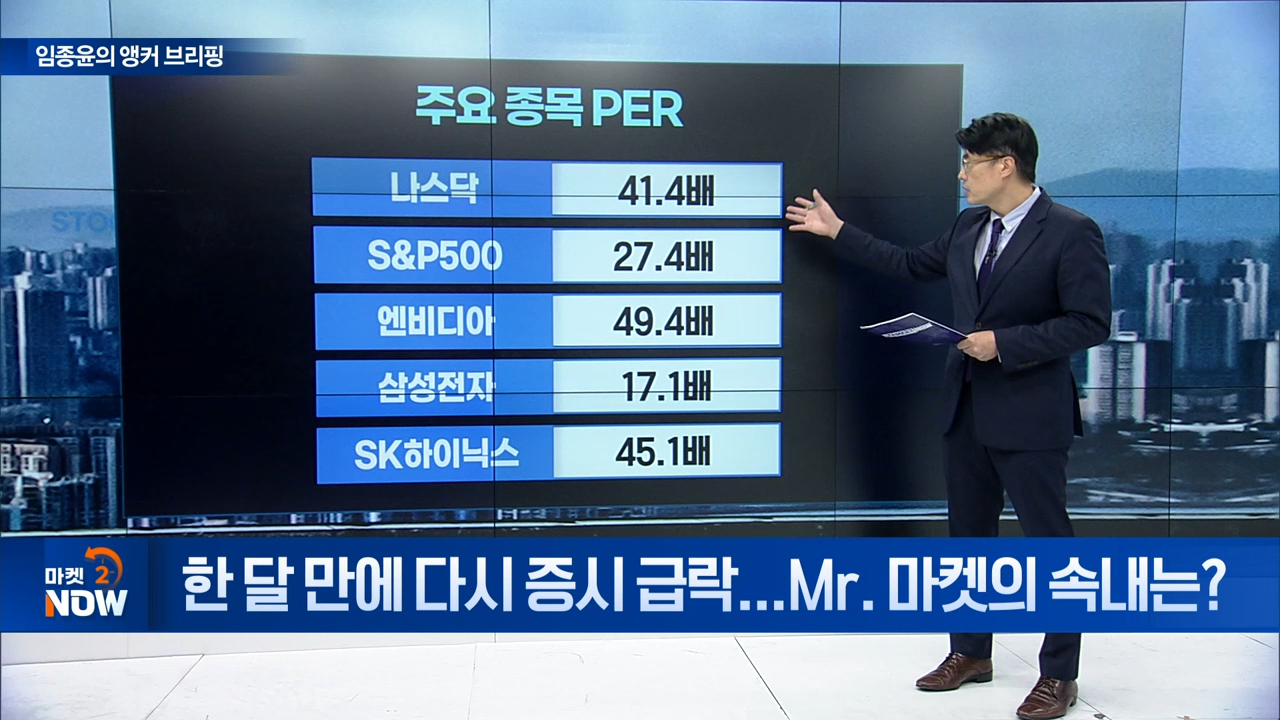 임종윤의 앵커 브리핑
주요 종목 PER
나스닥 41.4배
S&P500 27.4배
엔비디아 49.4배
삼성전자 17.1배
SK하이닉스 45.1배
마켓 2
NOW
한 달 만에 다시 증시 급락...Mr. 마켓의 속내는?